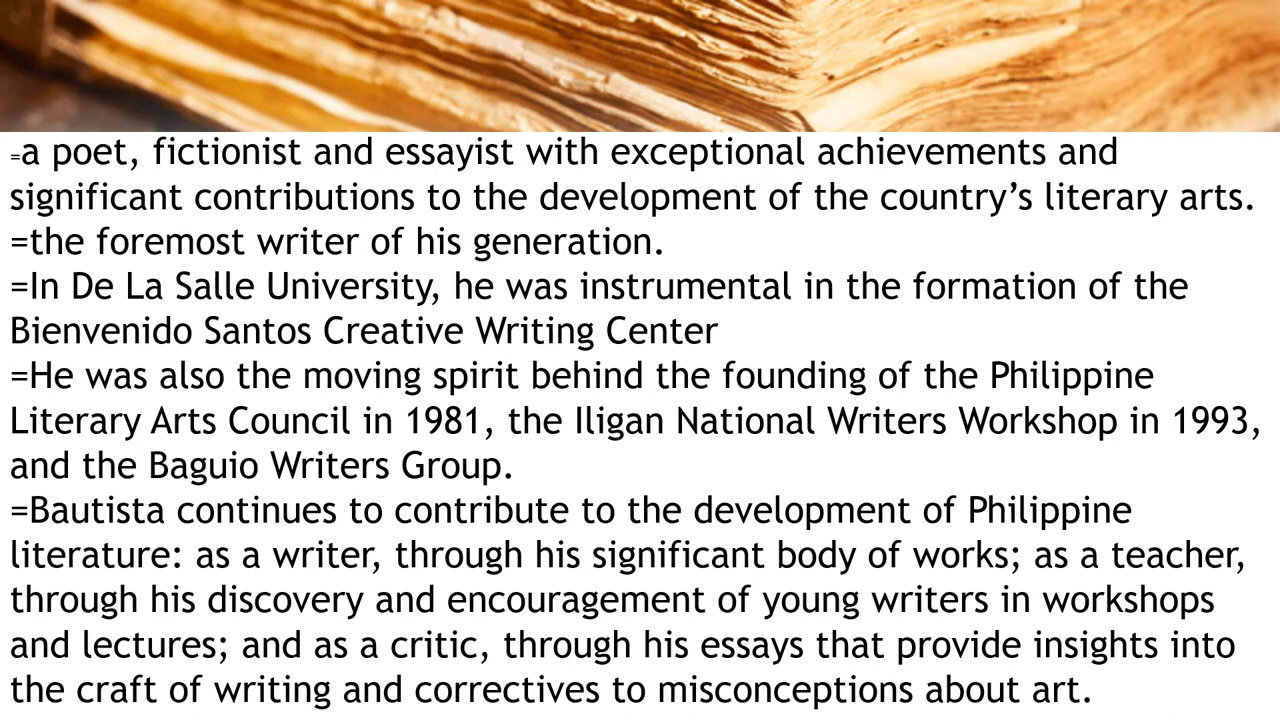 =a poet, fictionist and essayist with exceptional achievements and
significant contributions to the development of the country’s literary arts.
=the foremost writer of his generation.
=In De La Salle University, he was instrumental in the formation of the
Bienvenido Santos Creative Writing Center
=He was also the moving spirit behind the founding of the Philippine
Literary Arts Council in 1981, the Iligan National Writers Workshop in 1993,
and the Baguio Writers Group.
=Bautista continues to contribute to the development of Philippine
literature: as a writer, through his significant body of works; as a teacher,
through his discovery and encouragement of young writers in workshops
and lectures; and as a critic, through his essays that provide insights into
the craft of writing and correctives to misconceptions about art.